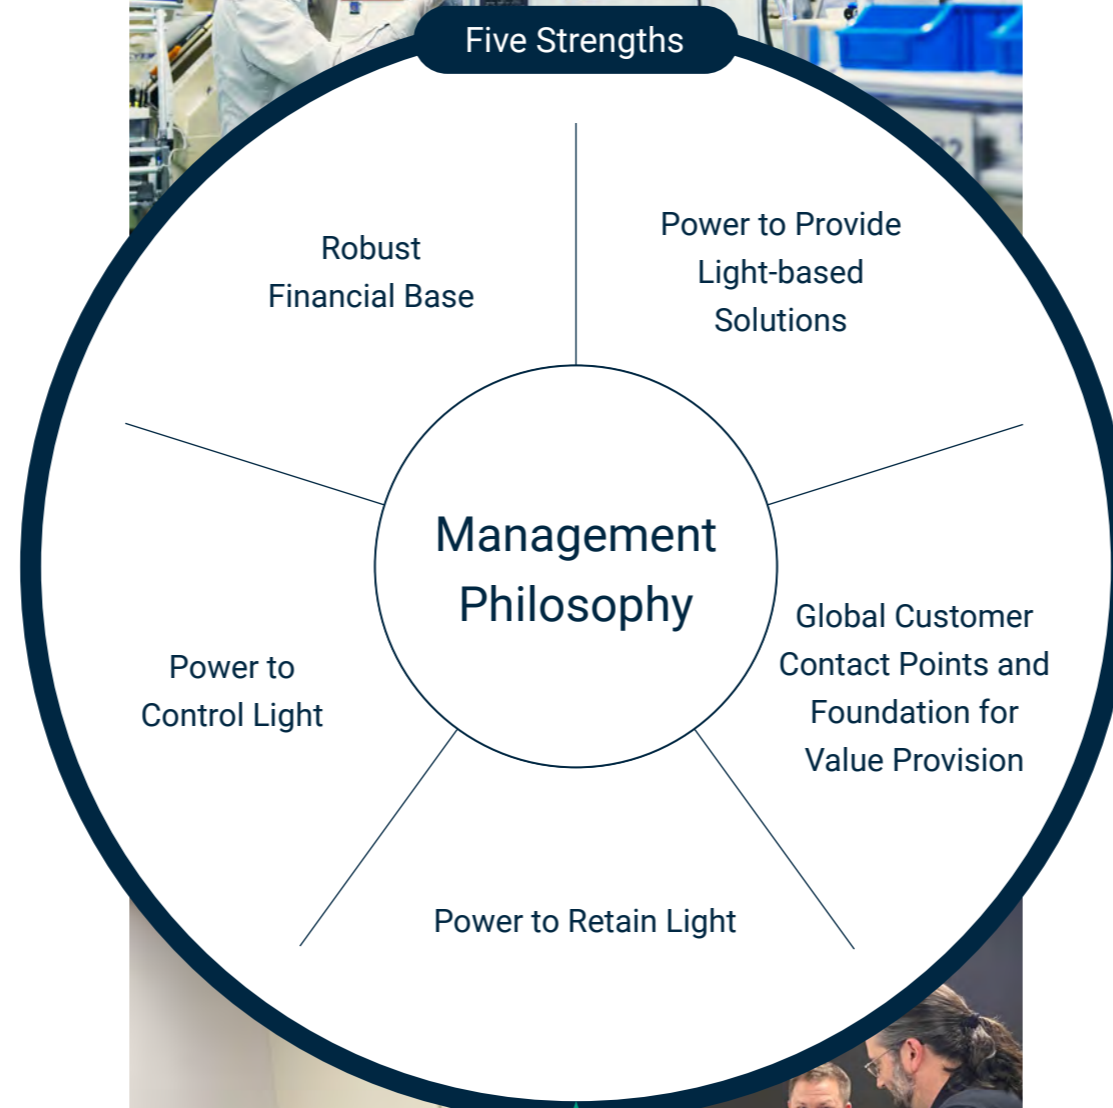 Five Strengths
Robust
Financial Base
Power to Provide
Light-based
Solutions
Management
Philosophy
Global Customer
Contact Points and
Foundation for
Value Provision
Power to
Control Light
Power to Retain Light